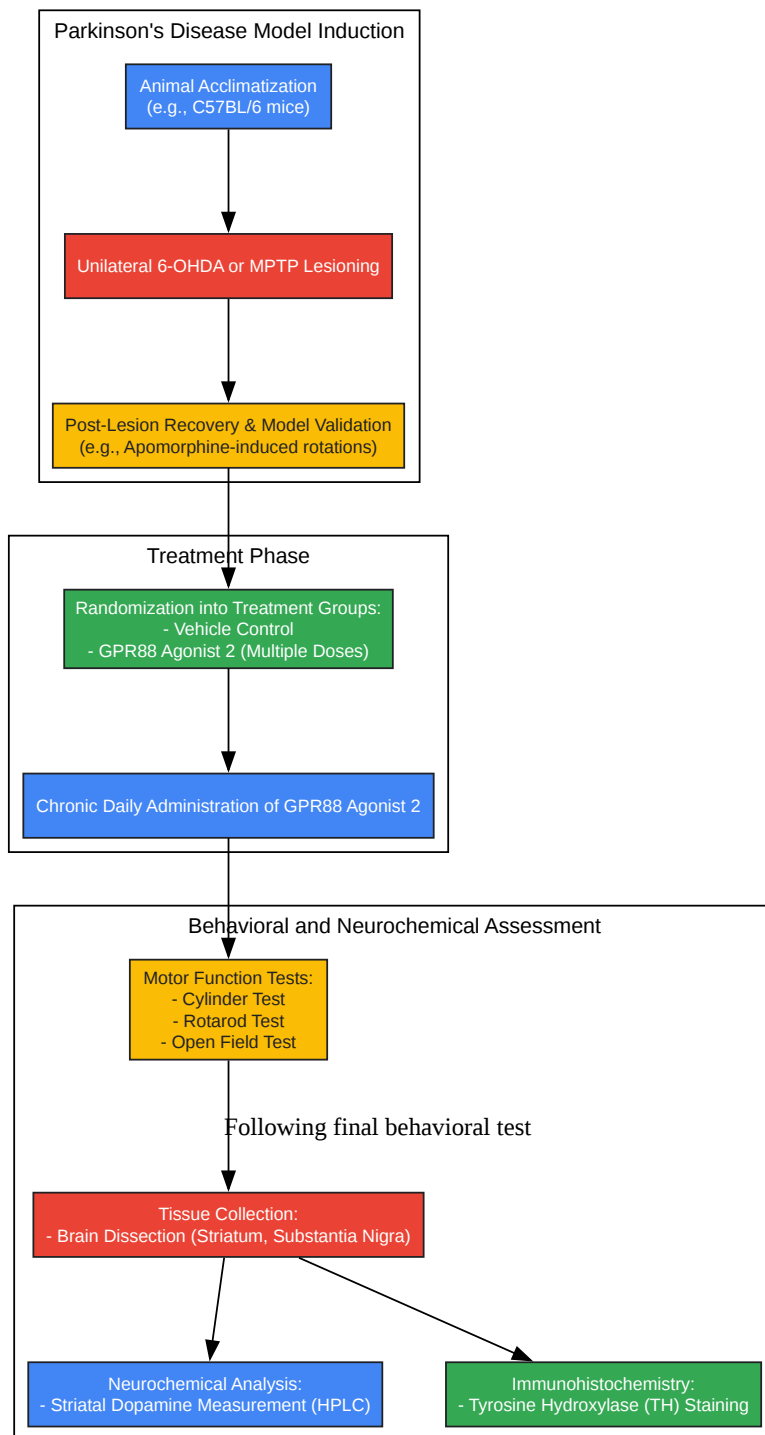 Parkinson's Disease Model Induction
Animal Acclimatization
(e.g., C57BL/6 mice)
Unilateral 6-OHDA or MPTP Lesioning
Post-Lesion Recovery & Model Validation
(e.g., Apomorphine-induced rotations)
Treatment Phase
Randomization into Treatment Groups:
- Vehicle Control
- GPR88 Agonist 2 (Multiple Doses)
Chronic Daily Administration of GPR88 Agonist 2
Behavioral and Neurochemical Assessment
Motor Function Tests:
- Cylinder Test
- Rotarod Test
- Open Field Test
Following final behavioral test
Tissue Collection:
- Brain Dissection (Striatum, Substantia Nigra)
Neurochemical Analysis:
- Striatal Dopamine Measurement (HPLC)
Immunohistochemistry:
- Tyrosine Hydroxylase (TH) Staining